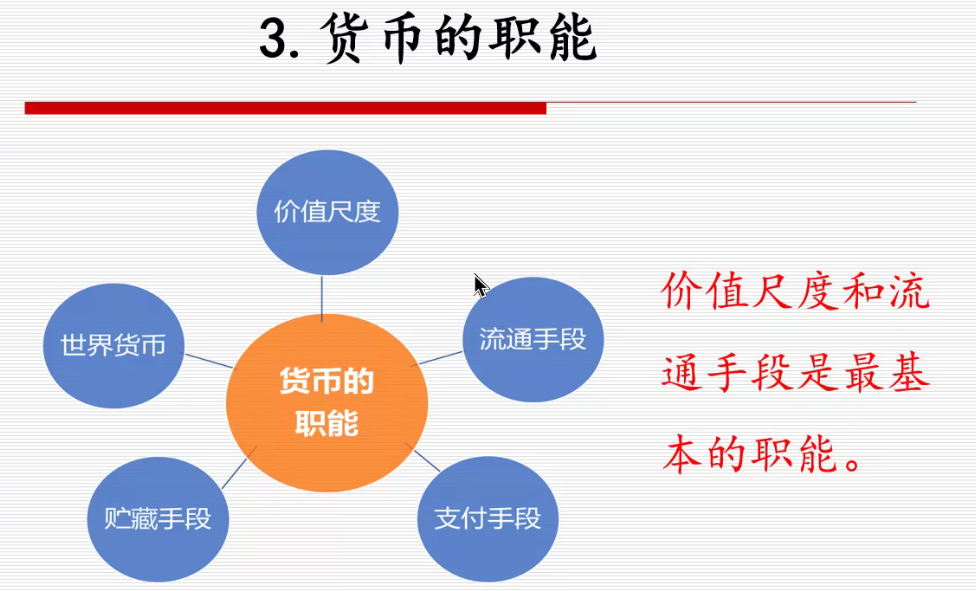 3. 货币的职能
价值尺度
流通手段
支付手段
贮藏手段
世界货币
货币的
职能
价值尺度和流
通手段是最基
本的职能。